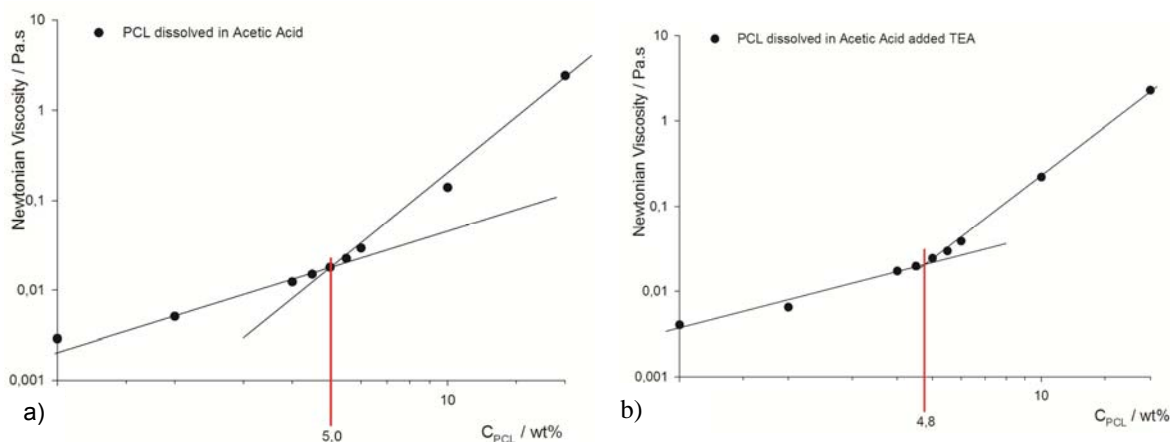 10
PCL dissolved in Acetic Acid
1
0,1
0,01
0,001
Newtonian Viscosity / Pa.s
10
C_PCL / wt%
5,0
a)
10
PCL dissolved in Acetic Acid added TEA
1
0,1
0,01
0,001
Newtonian Viscosity / Pa.s
10
C_PCL / wt%
4,8
b)